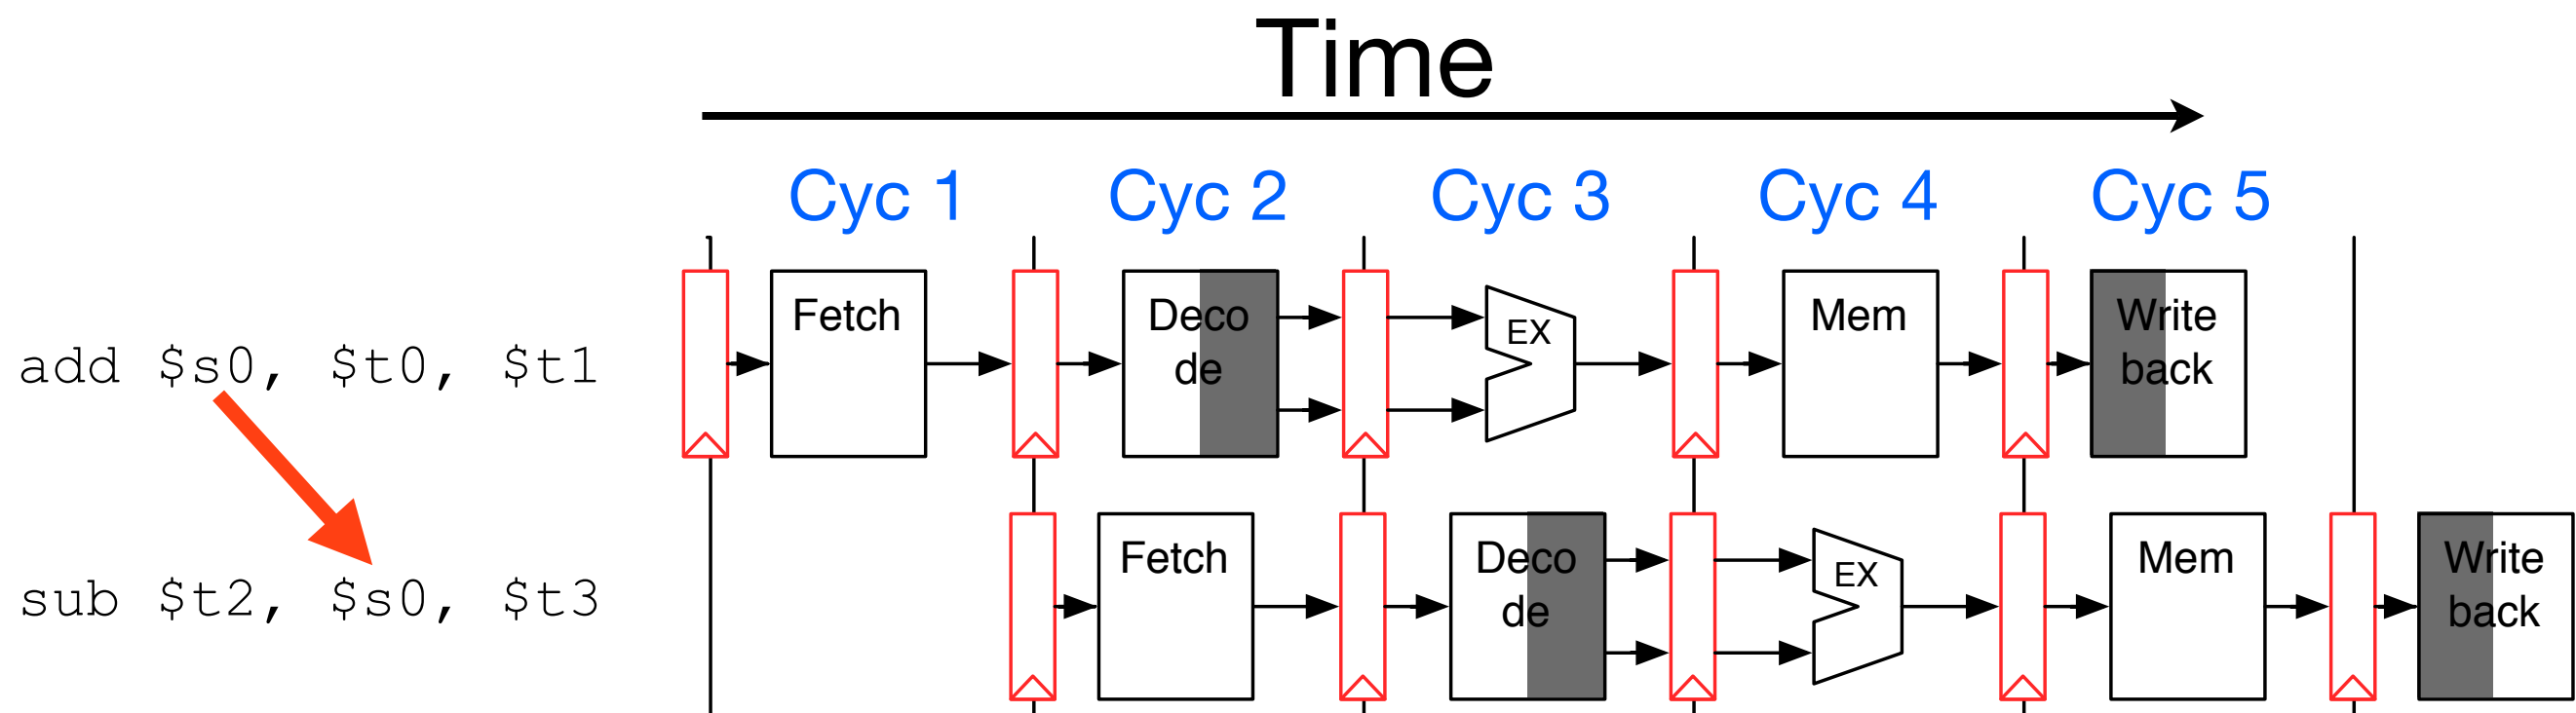 Time
Cyc 1 Cyc 2 Cyc 3 Cyc 4 Cyc 5
add $s0, $t0, $t1
Fetch
Deco
de
EX
Mem
Write
back
sub $t2, $s0, $t3
Fetch
Deco
de
EX
Mem
Write
back